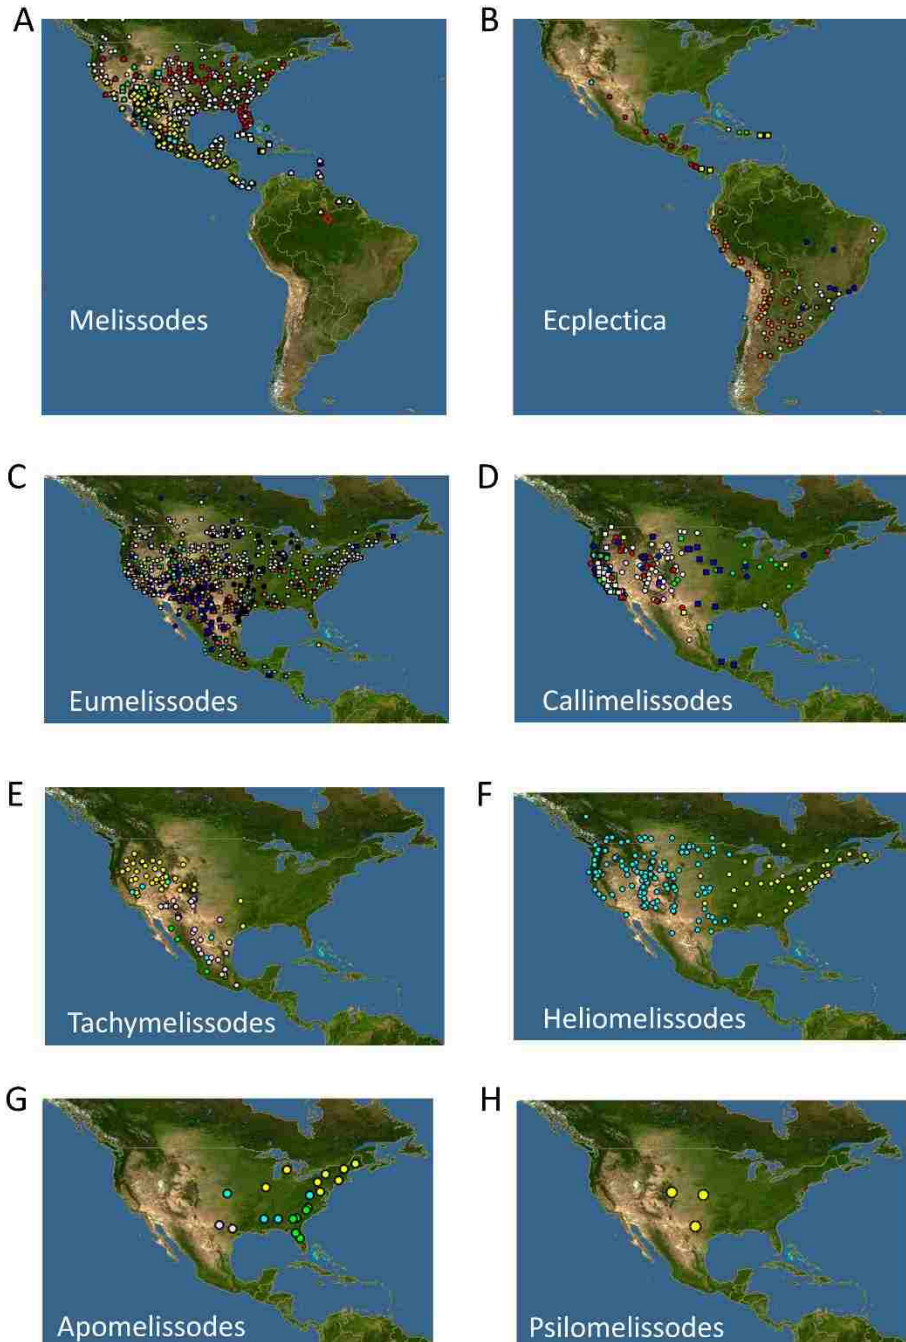 A
B
Melissodes
Ecplectica
C
D
Eumelissodes
Callimelissodes
E
F
Tachymelissodes
Heliomelissodes
G
H
Apomelissodes
Psilomelissodes